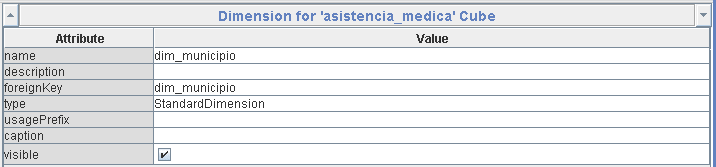 Dimension for 'asistencia_medica' Cube
Attribute Value
name dim_municipio
description
foreignKey dim_municipio
type StandardDimension
usagePrefix
caption
visible